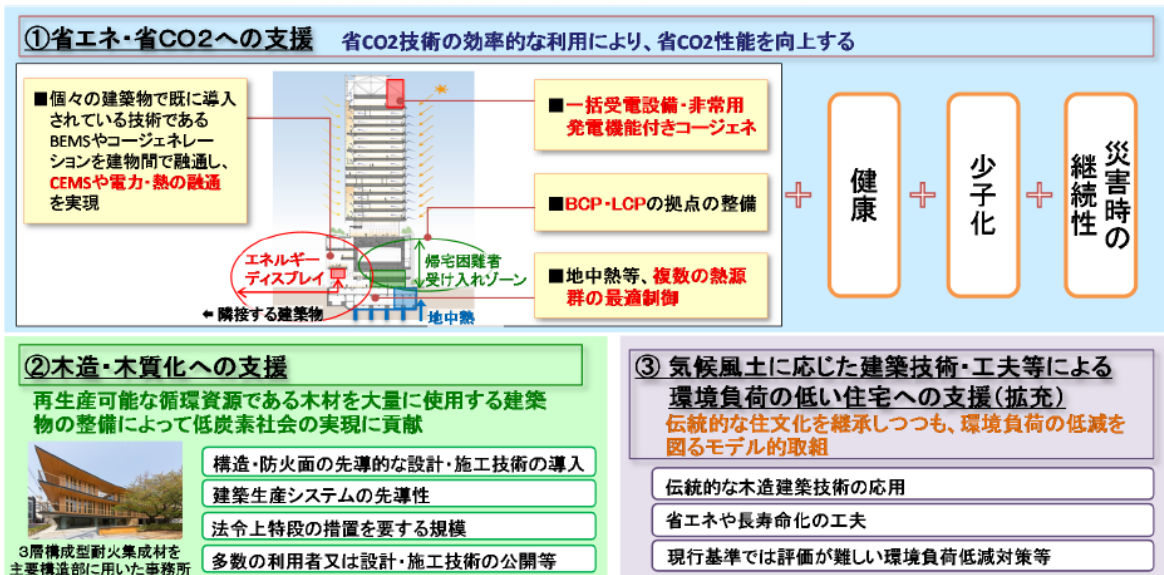 ①省エネ・省CO2への支援
省CO2技術の効率的な利用により、省CO2性能を向上する
■個々の建築物で既に導入
されている技術である
BEMSやコージェネレー
ションを建物間で融通し、
CEMSや電力・熱の融通
を実現
■一括受電設備・非常用
発電機能付きコージェネ
■BCP・LCPの拠点の整備
■地中熱等、複数の熱源
群の最適制御
エネルギー
ディスプレイ
帰宅困難者
受け入れゾーン
⬅隣接する建築物
地中熱
+
健康
+
少子化
+
災害時の
継続性
②木造・木質化への支援
再生産可能な循環資源である木材を大量に使用する建築
物の整備によって低炭素社会の実現に貢献
構造・防火面の先導的な設計・施工技術の導入
建築生産システムの先導性
法令上特段の措置を要する規模
多数の利用者又は設計・施工技術の公開等
3層構成型耐火集成材を
主要構造部に用いた事務所
③ 気候風土に応じた建築技術・工夫等による
環境負荷の低い住宅への支援(拡充)
伝統的な住文化を継承しつつも、環境負荷の低減を
図るモデル的取組
伝統的な木造建築技術の応用
省エネや長寿命化の工夫
現行基準では評価が難しい環境負荷低減対策等